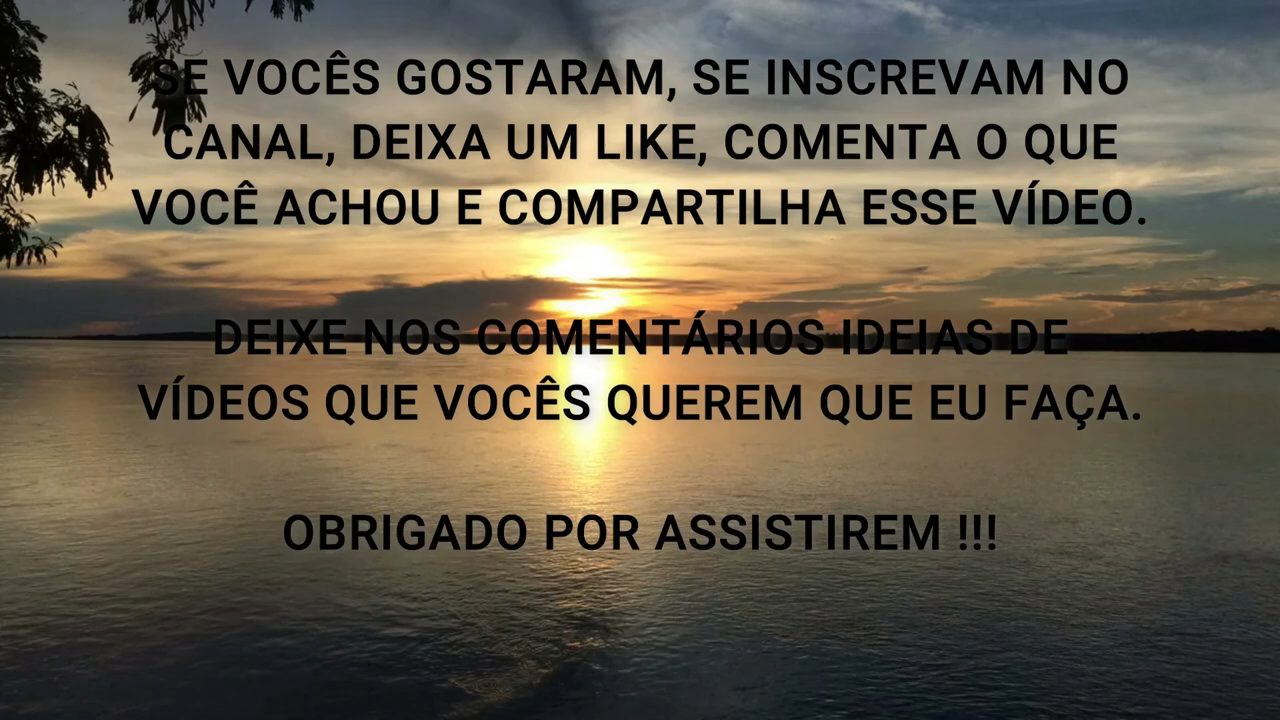 SE VOCÊS GOSTARAM, SE INSCREVAM NO
CANAL, DEIXA UM LIKE, COMENTA O QUE
VOCÊ ACHOU E COMPARTILHA ESSE VÍDEO.
DEIXE NOS COMENTÁRIOS IDEIAS DE
VÍDEOS QUE VOCÊS QUEREM QUE EU FAÇA.
OBRIGADO POR ASSISTIREM !!!